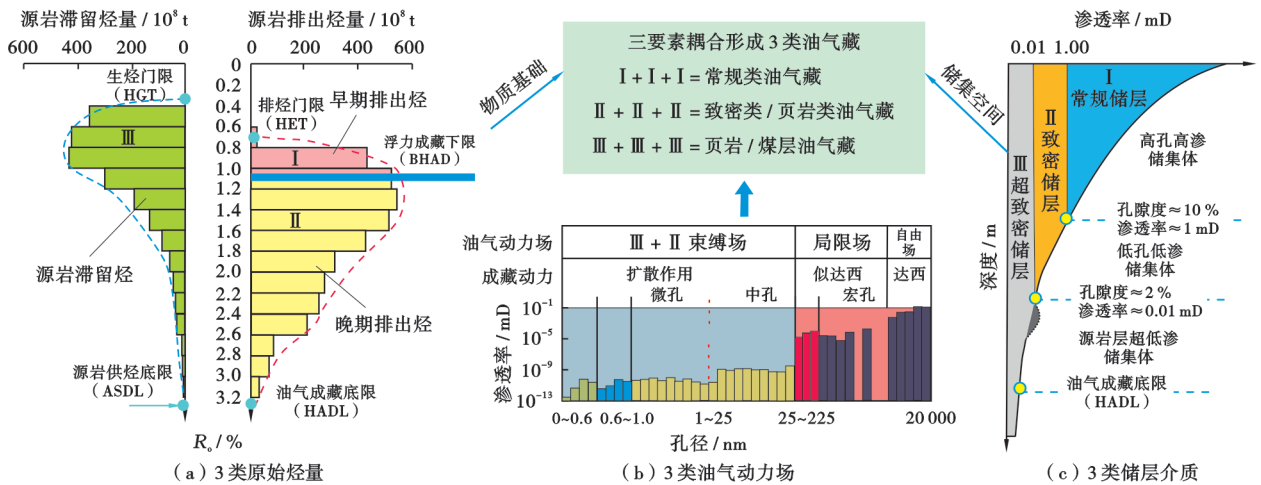 源岩滞留烃量 / 10⁸ t
600 400 200 0
生烃门限
(HGT)
Ⅲ
源岩滞留烃
源岩供烃底限
(ASDL)
源岩排出烃量 / 10⁸ t
0 200 400 600
0
0.4
0.6
0.8
1.0
1.2
1.4
1.6
1.8
2.0
2.2
2.4
2.6
2.8
3.0
3.2
排烃门限
(HET)
早期排出烃
浮力成藏下限
(BHAD)
Ⅰ
Ⅱ
晚期排出烃
油气成藏底限
(HADL)
Rₒ / %
(a) 3类原始烃量
物质基础
三要素耦合形成3类油气藏
Ⅰ + Ⅰ + Ⅰ = 常规类油气藏
Ⅱ + Ⅱ + Ⅱ = 致密类 / 页岩类油气藏
Ⅲ + Ⅲ + Ⅲ = 页岩 / 煤层油气藏
储集空间
油气动力场
Ⅲ + Ⅱ 束缚场
局限场
自由
场
成藏动力
扩散作用
似达西
达西
微孔
中孔
宏孔
渗透率 / mD
10⁻¹
10⁻⁵
10⁻⁹
10⁻¹³
0~0.6 0.6~1.0 1~25 25~225 20 000
孔径 / nm
(b) 3类油气动力场
渗透率 / mD
0.01 1.00
深度 / m
Ⅰ
常规储层
Ⅱ致密储层
Ⅲ超致密储层
高孔高渗
储集体
孔隙度≈10 %
渗透率≈1 mD
低孔低渗
储集体
孔隙度≈2 %
渗透率≈0.01 mD
源岩层超低渗
储集体
油气成藏底限
(HADL)
(c) 3类储层介质